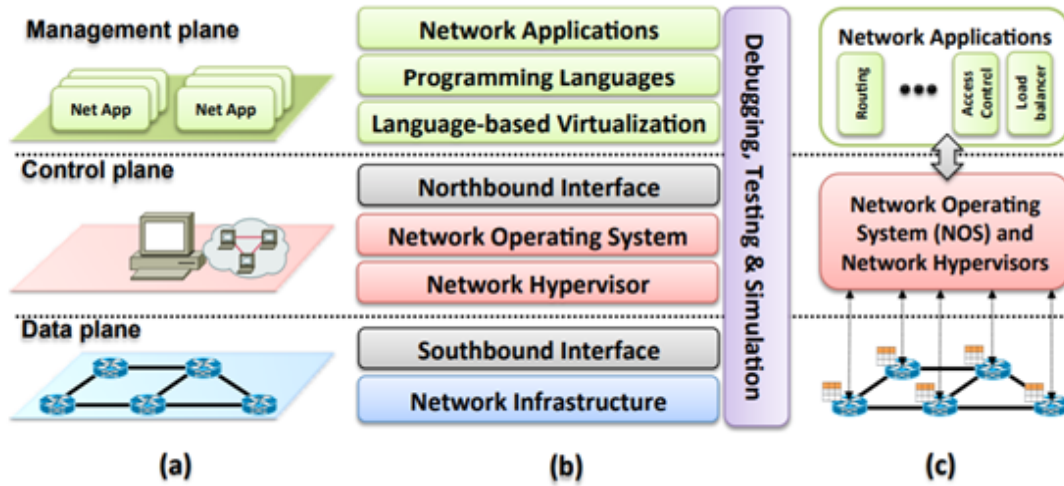 Management plane
Net App
Net App
Control plane
Data plane
(a)
Network Applications
Programming Languages
Language-based Virtualization
Northbound Interface
Network Operating System
Network Hypervisor
Southbound Interface
Network Infrastructure
Debugging, Testing & Simulation
(b)
Network Applications
Routing
Access
Control
Load
balancer
Network Operating
System (NOS) and
Network Hypervisors
(c)